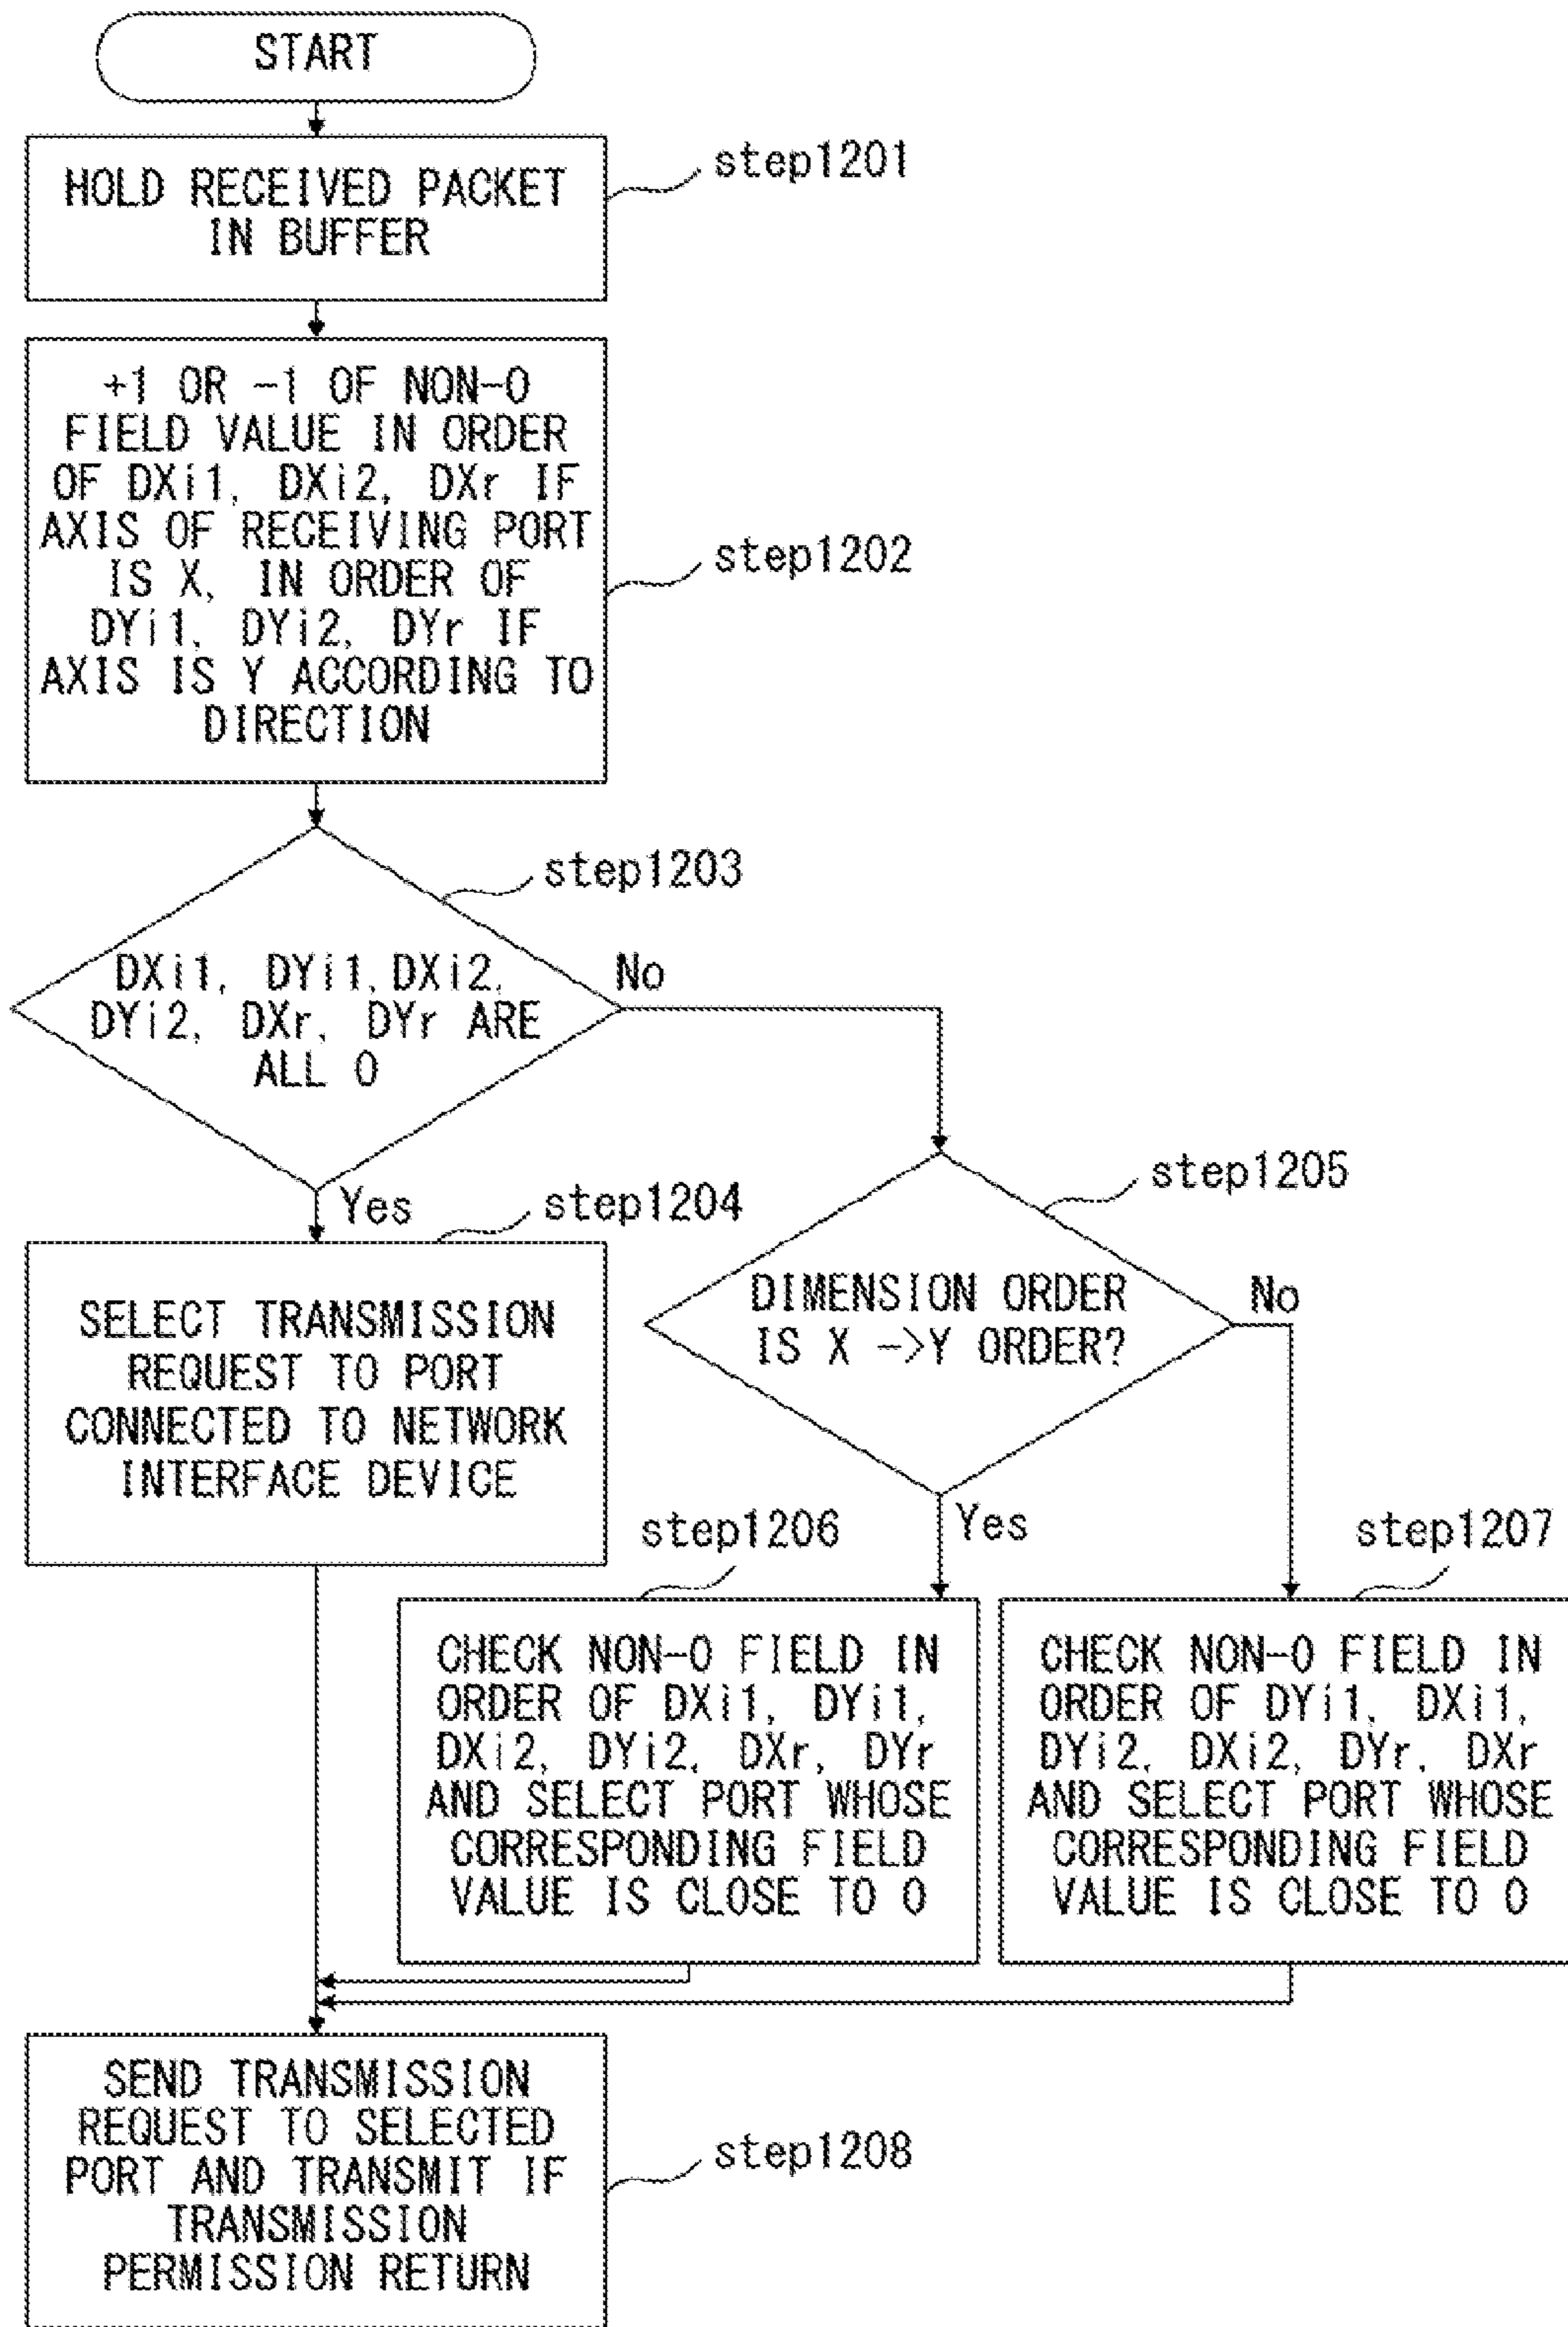 START
HOLD RECEIVED PACKET
IN BUFFER
step1201
+1 OR -1 OF NON-0
FIELD VALUE IN ORDER
OF DXi1, DXi2, DXr IF
AXIS OF RECEIVING PORT
IS X, IN ORDER OF
DYi1, DYi2, DYr IF
AXIS IS Y ACCORDING TO
DIRECTION
step1202
step1203
DXi1, DYi1,DXi2,
DYi2, DXr, DYr ARE
ALL 0
No
Yes
step1204
SELECT TRANSMISSION
REQUEST TO PORT
CONNECTED TO NETWORK
INTERFACE DEVICE
step1205
DIMENSION ORDER
IS X ->Y ORDER?
No
Yes
step1206
CHECK NON-0 FIELD IN
ORDER OF DXi1, DYi1,
DXi2, DYi2, DXr, DYr
AND SELECT PORT WHOSE
CORRESPONDING FIELD
VALUE IS CLOSE TO 0
step1207
CHECK NON-0 FIELD IN
ORDER OF DYi1, DXi1,
DYi2, DXi2, DYr, DXr
AND SELECT PORT WHOSE
CORRESPONDING FIELD
VALUE IS CLOSE TO 0
SEND TRANSMISSION
REQUEST TO SELECTED
PORT AND TRANSMIT IF
TRANSMISSION
PERMISSION RETURN
step1208